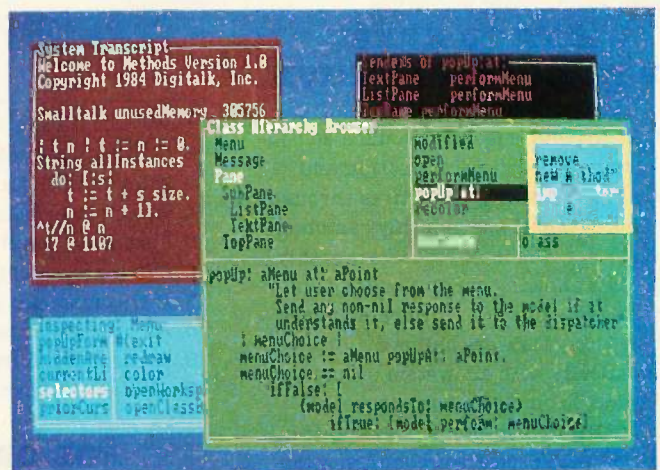 System Transcript
Welcome to Methods Version 1.0
Copyright 1984 Digitalk, Inc.
Smalltalk unusedMemory 305756
! t n ! t := n := 0.
String allInstances
do: [:s!
t := t + s size.
n := n + 1].
^t//n @ n
17 @ 1107
Senders of popUp:at:
TextPane performMenu
ListPane performMenu
TopPane performMenu
Class Hierarchy Browser
Menu
Message
Pane
SubPane
ListPane
TextPane
TopPane
modified
open
performMenu
popUp:at:
recolor
remove
new
class
popUp: aMenu at: aPoint
"Let user choose from the menu.
Send any non-nil response to the model if it
understands it, else send it to the dispatcher
! menuChoice !
menuChoice := aMenu popUpAt: aPoint.
menuChoice == nil
ifFalse: [
(model respondsTo: menuChoice)
ifTrue: [model perform: menuChoice]
Inspecting: Menu
popUpForm #(exit
hiddenAre redraw
currentLi color
selectors openWorksp
priorCurs openClassB